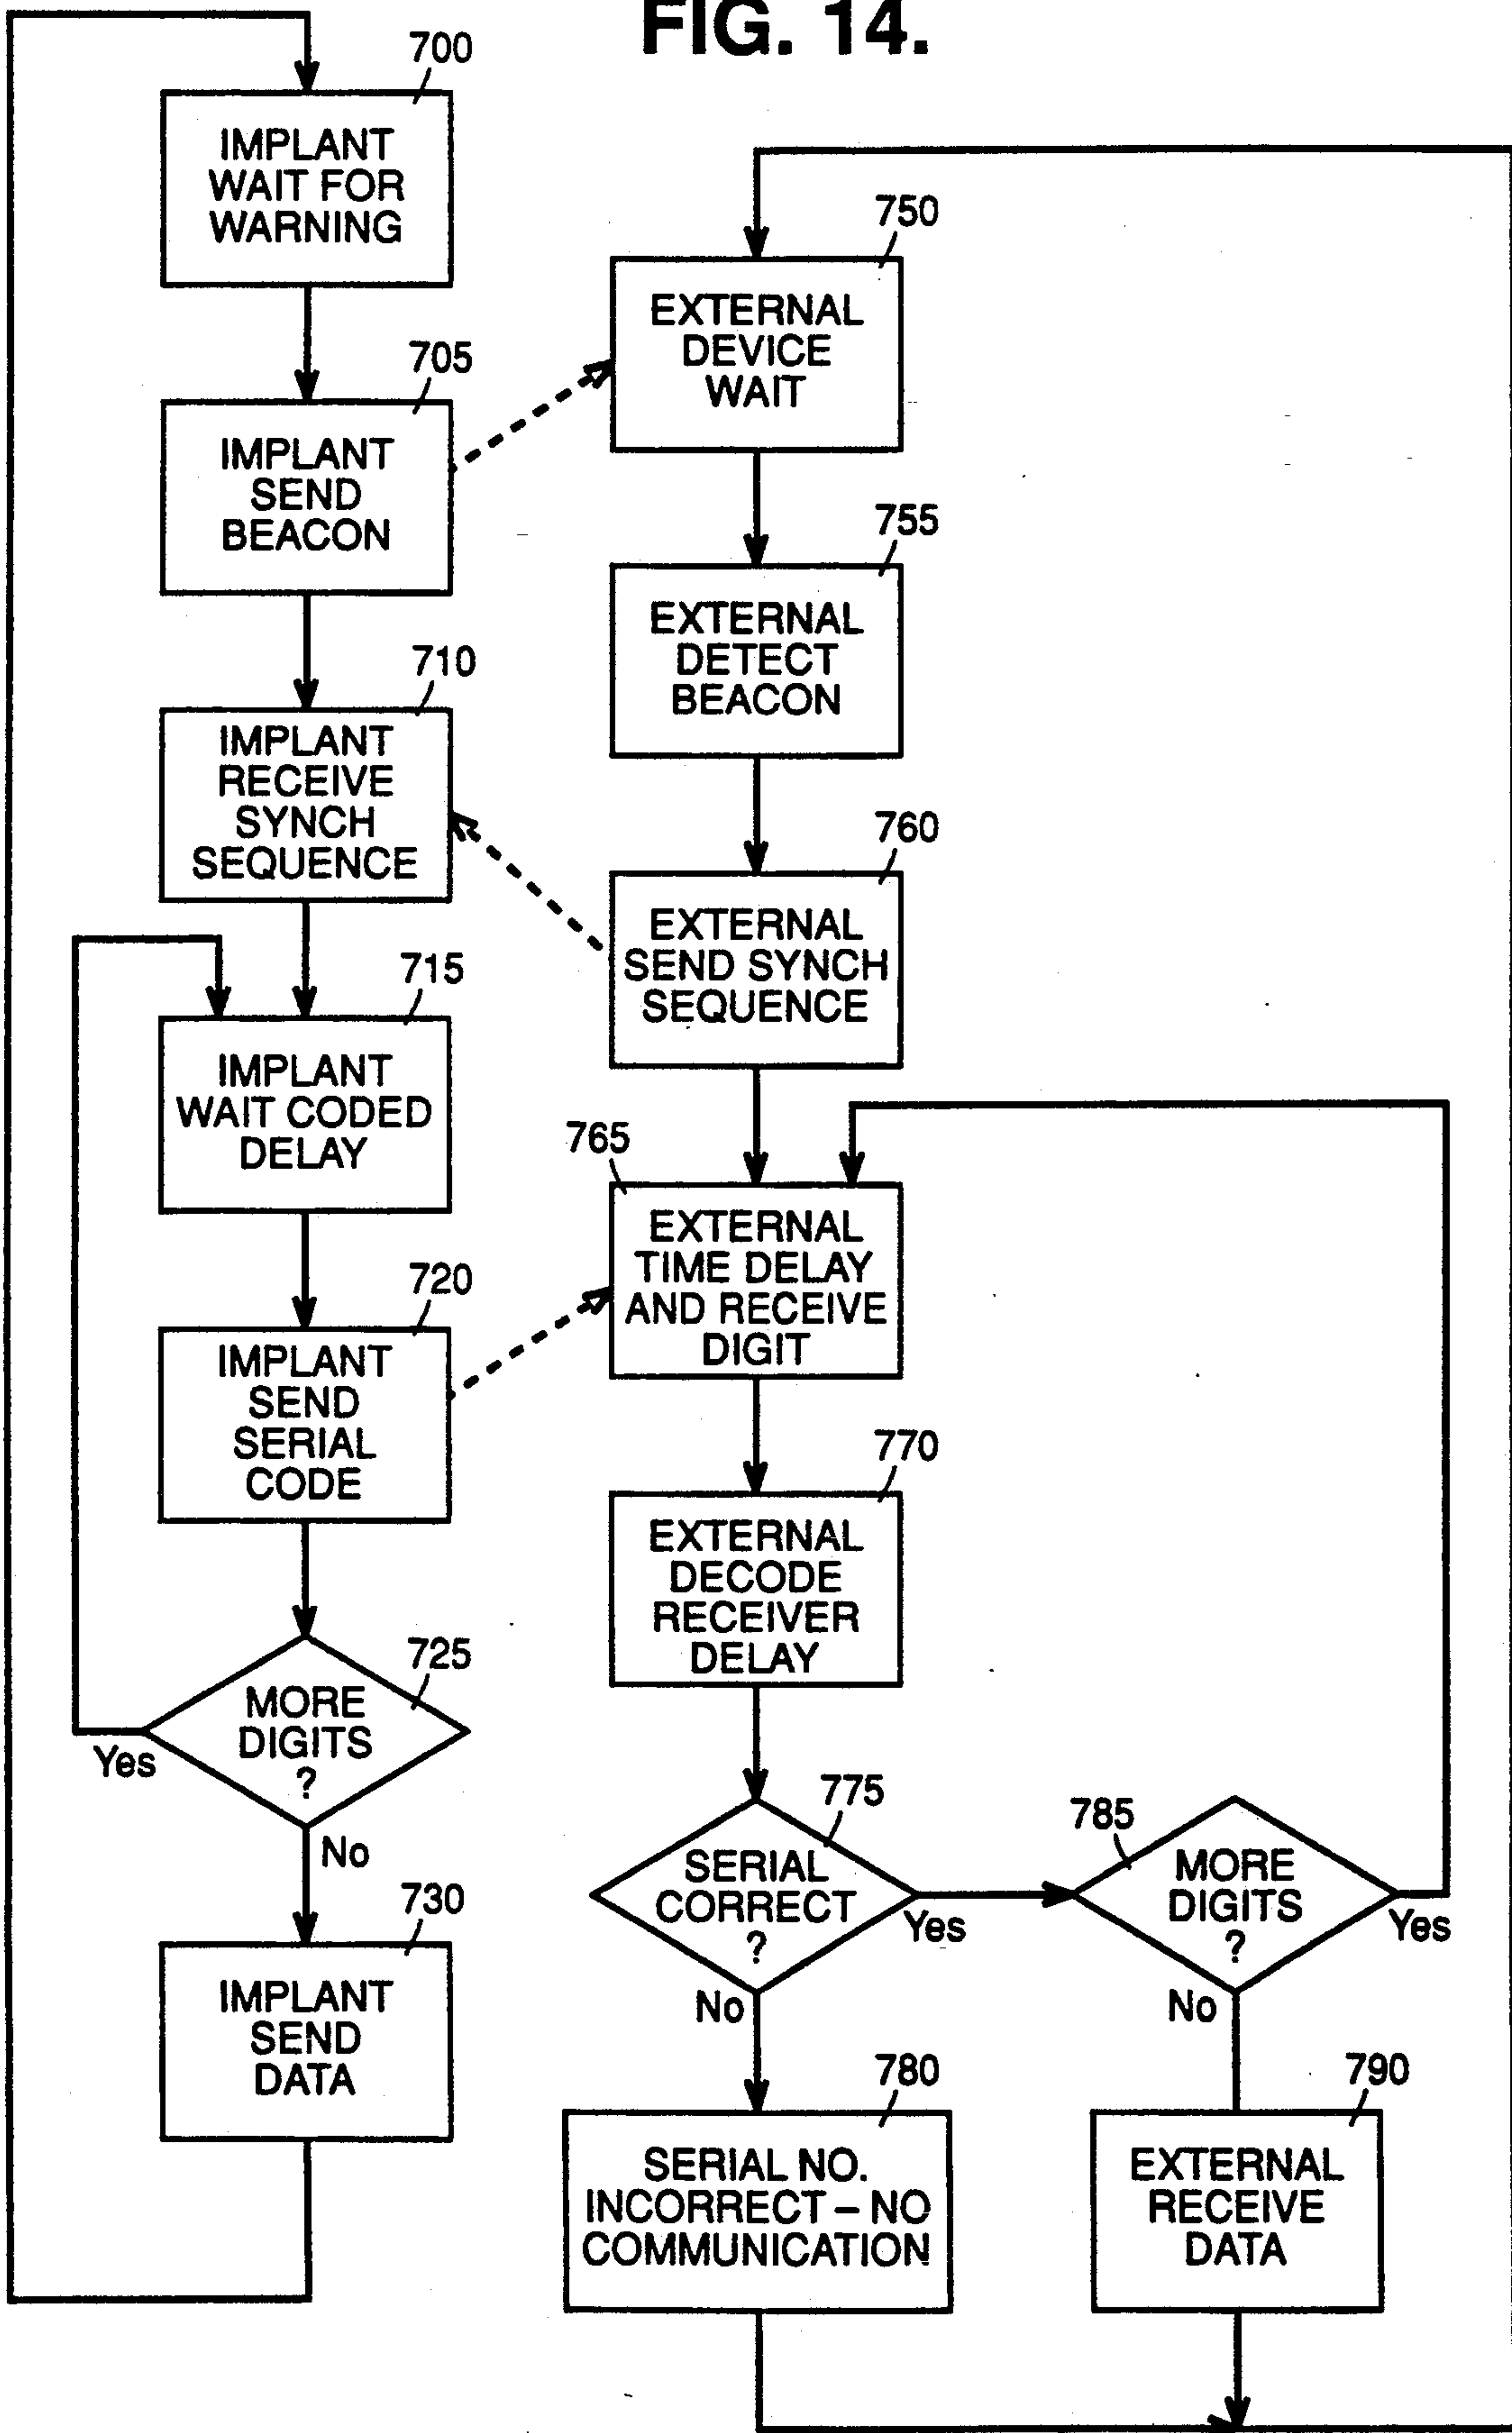 FIG. 14.
700
IMPLANT
WAIT FOR
WARNING
705
IMPLANT
SEND
BEACON
710
IMPLANT
RECEIVE
SYNCH
SEQUENCE
715
IMPLANT
WAIT CODED
DELAY
720
IMPLANT
SEND
SERIAL
CODE
725
MORE
DIGITS
?
Yes
No
730
IMPLANT
SEND
DATA
750
EXTERNAL
DEVICE
WAIT
755
EXTERNAL
DETECT
BEACON
760
EXTERNAL
SEND SYNCH
SEQUENCE
765
EXTERNAL
TIME DELAY
AND RECEIVE
DIGIT
770
EXTERNAL
DECODE
RECEIVER
DELAY
775
SERIAL
CORRECT
?
Yes
No
780
SERIAL NO.
INCORRECT – NO
COMMUNICATION
785
MORE
DIGITS
?
Yes
No
790
EXTERNAL
RECEIVE
DATA